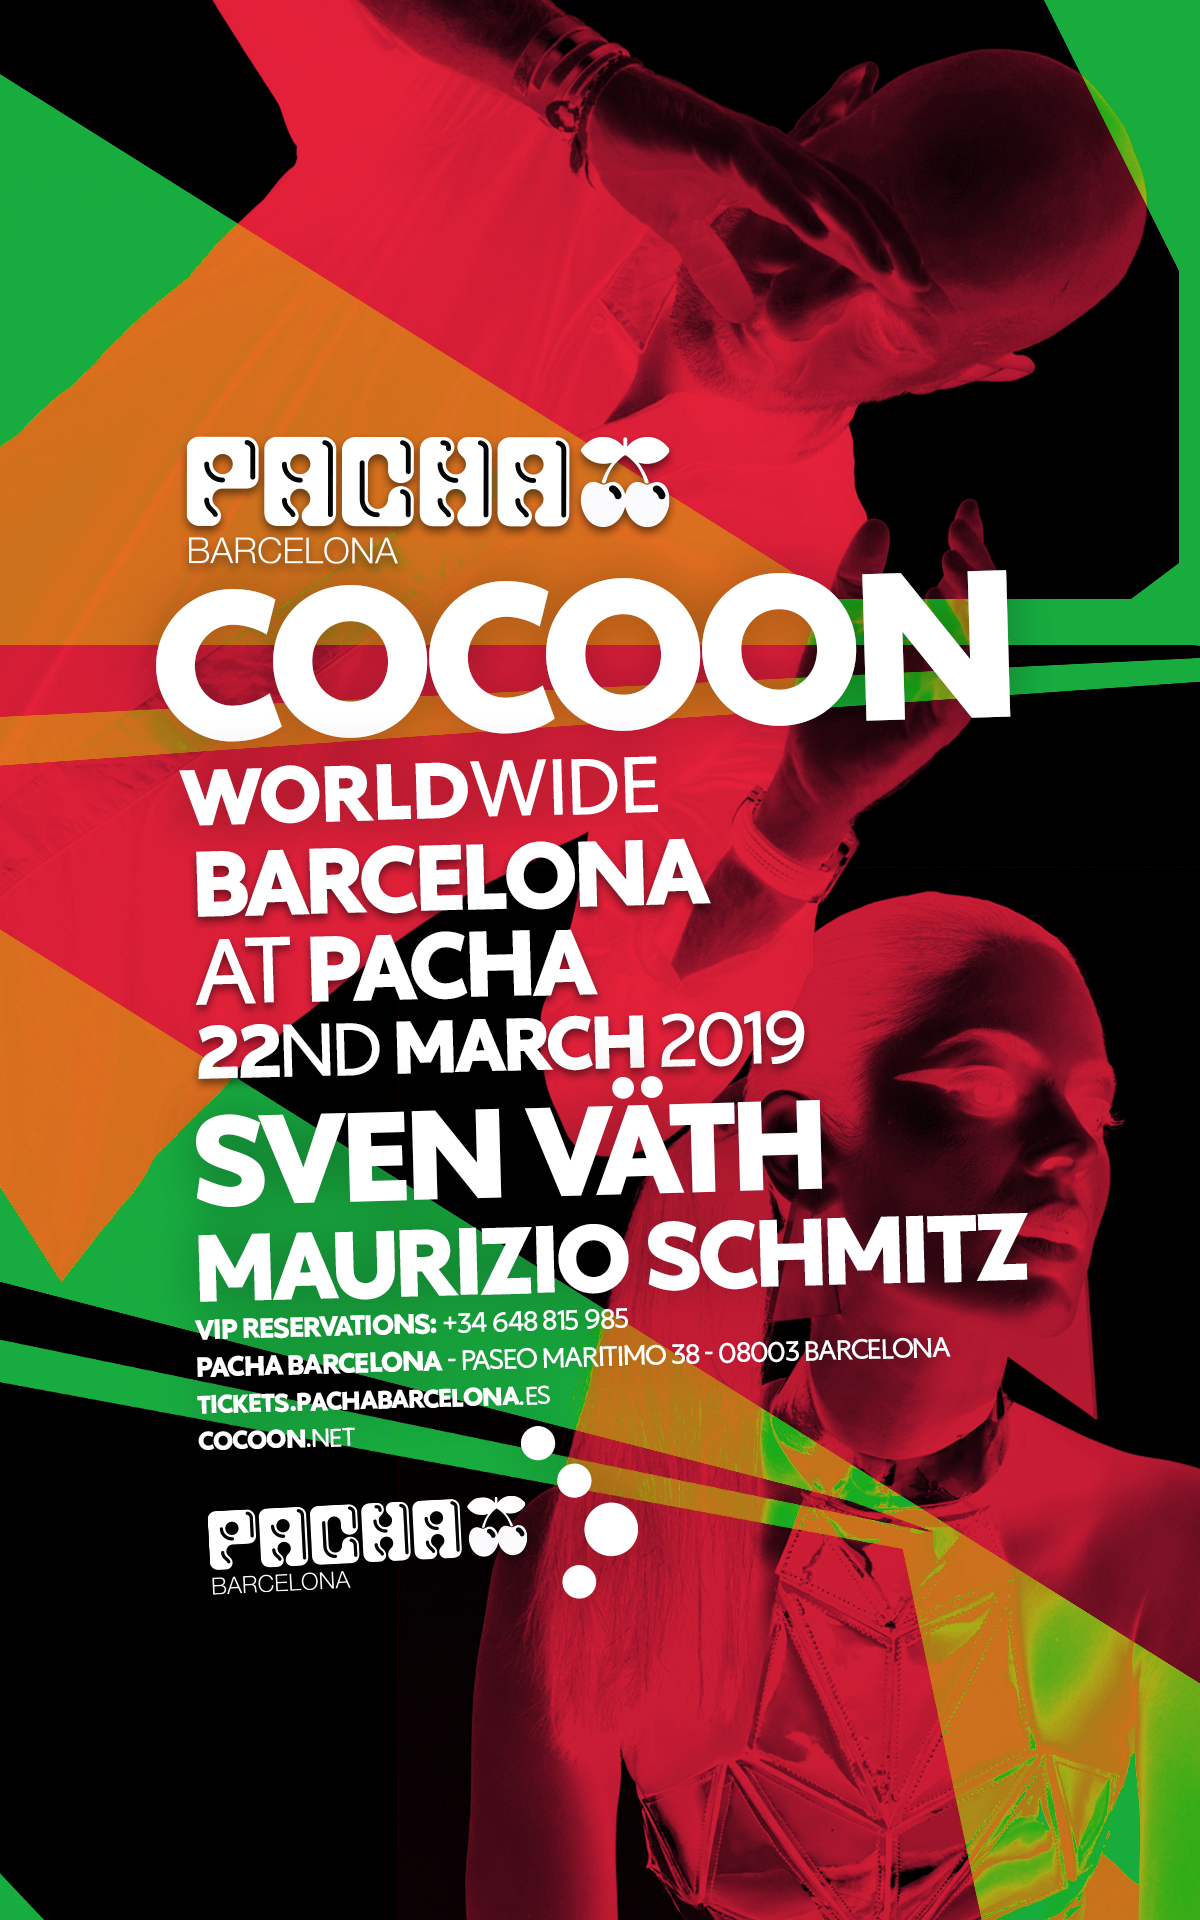 PACHA
BARCELONA
COCOON
WORLDWIDE
BARCELONA
AT PACHA
22ND MARCH 2019
SVEN VÄTH
MAURIZIO SCHMITZ
VIP RESERVATIONS: +34 648 815 985
PACHA BARCELONA - PASEO MARITIMO 38 - 08003 BARCELONA
TICKETS.PACHABARCELONA.ES
COCOON.NET
PACHA
BARCELONA